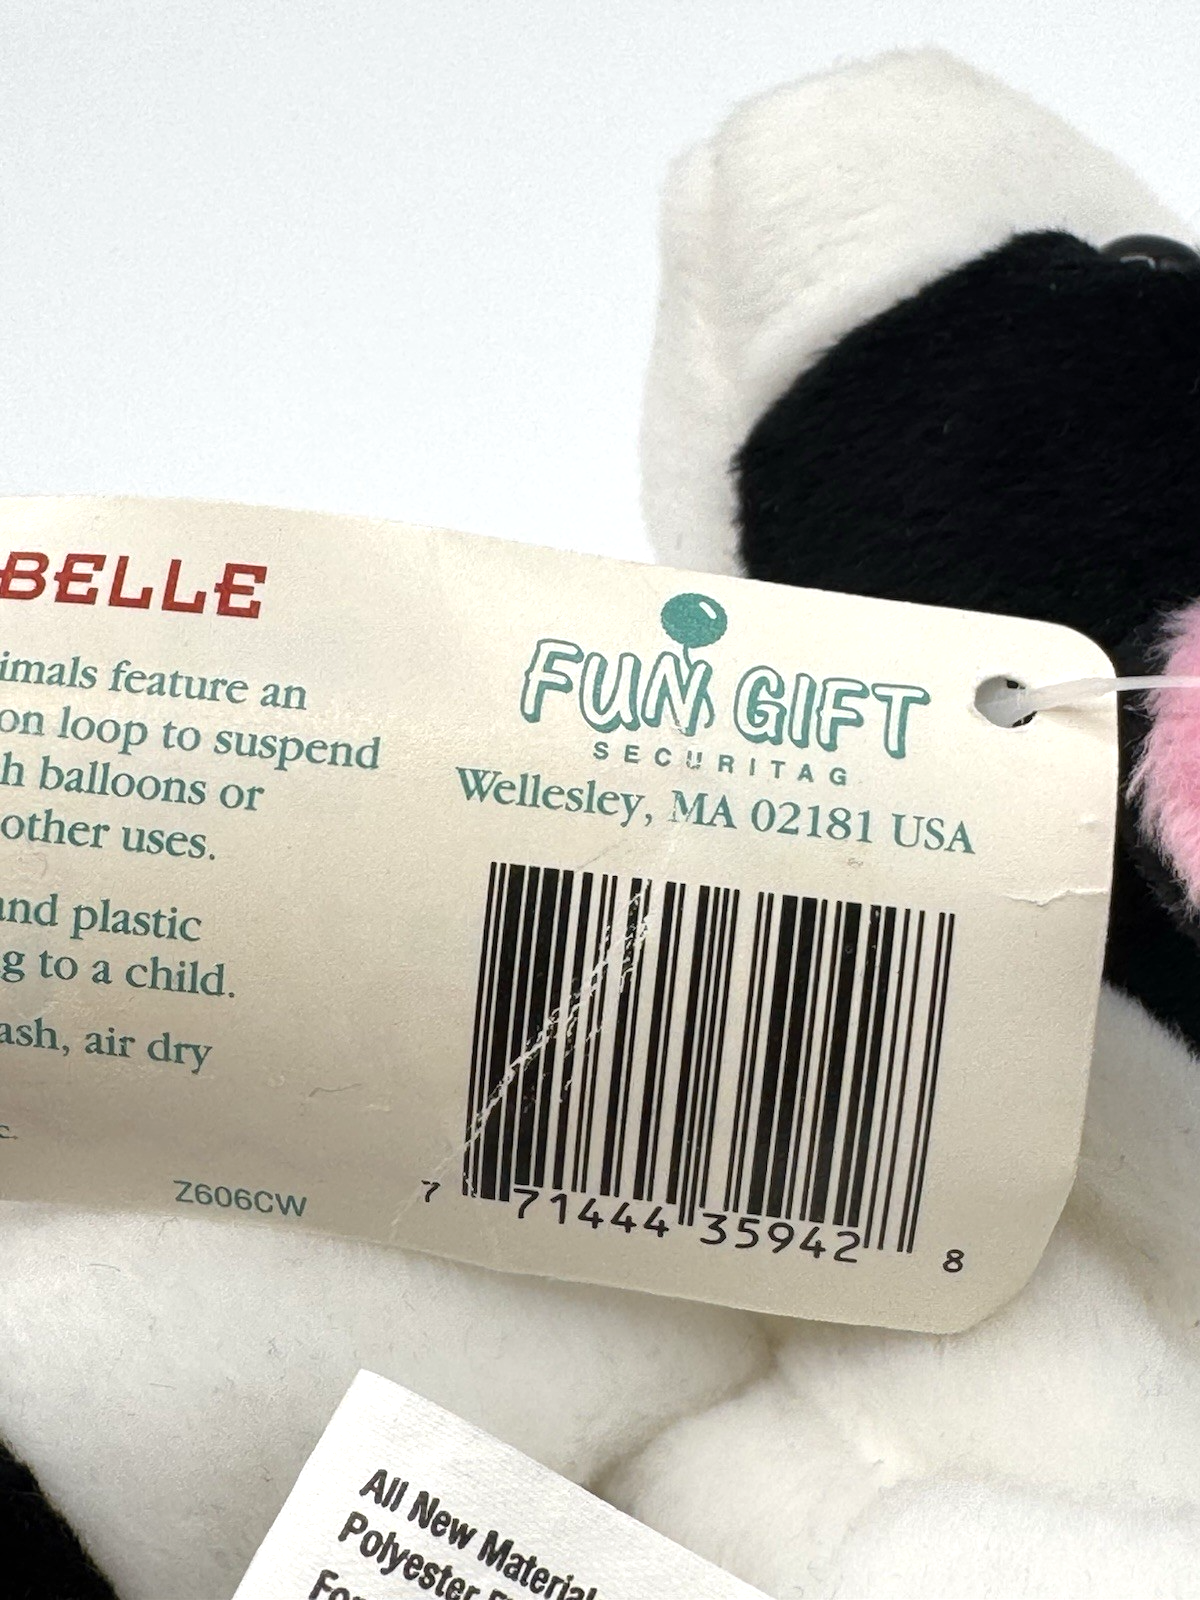 BELLE
imals feature an
on loop to suspend
h balloons or
other uses.
and plastic
g to a child.
ash, air dry
c.
Z606CW
FUN GIFT
SECURITAG
Wellesley, MA 02181 USA
7 71444 35942 8
All New Material
Polyester